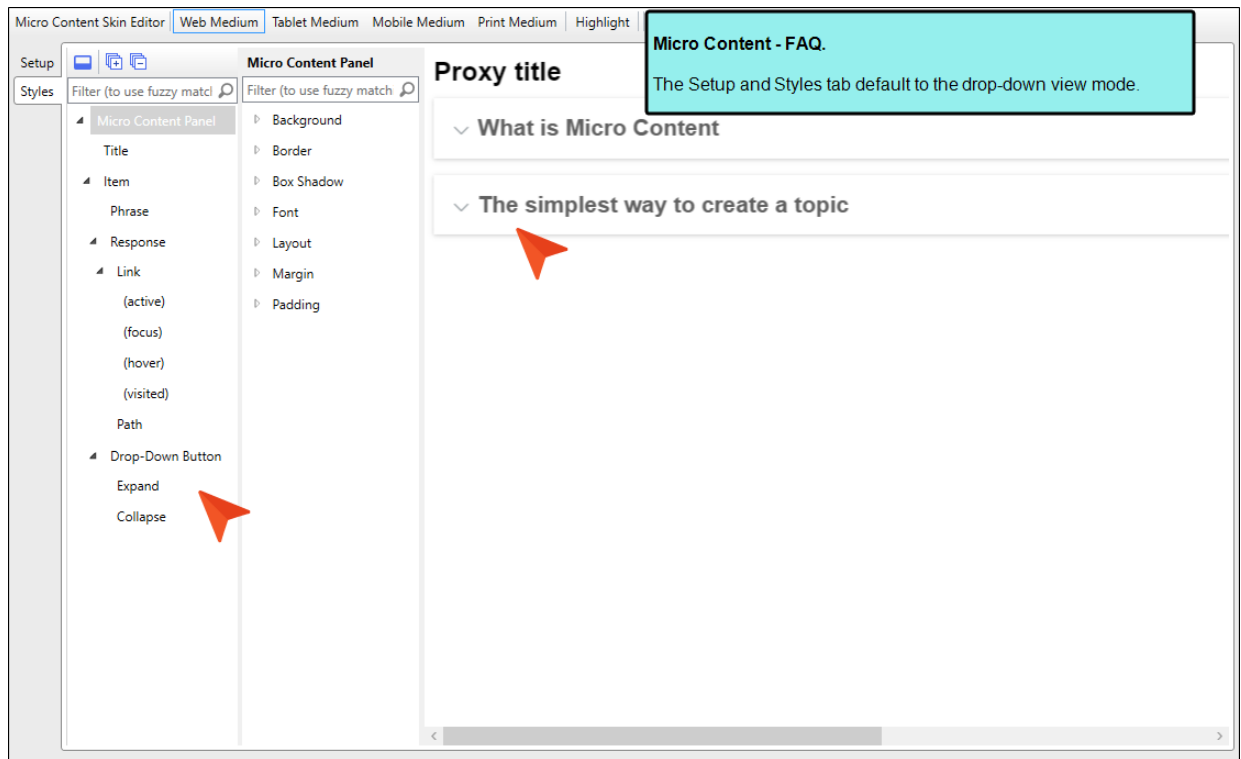 Micro Content Skin Editor Web Medium Tablet Medium Mobile Medium Print Medium Highlight
Micro Content - FAQ.
The Setup and Styles tab default to the drop-down view mode.
Setup
Styles
Filter (to use fuzzy matcl
Micro Content Panel
Title
Item
Phrase
Response
Link
(active)
(focus)
(hover)
(visited)
Path
Drop-Down Button
Expand
Collapse
Micro Content Panel
Filter (to use fuzzy match
Background
Border
Box Shadow
Font
Layout
Margin
Padding
Proxy title
What is Micro Content
The simplest way to create a topic